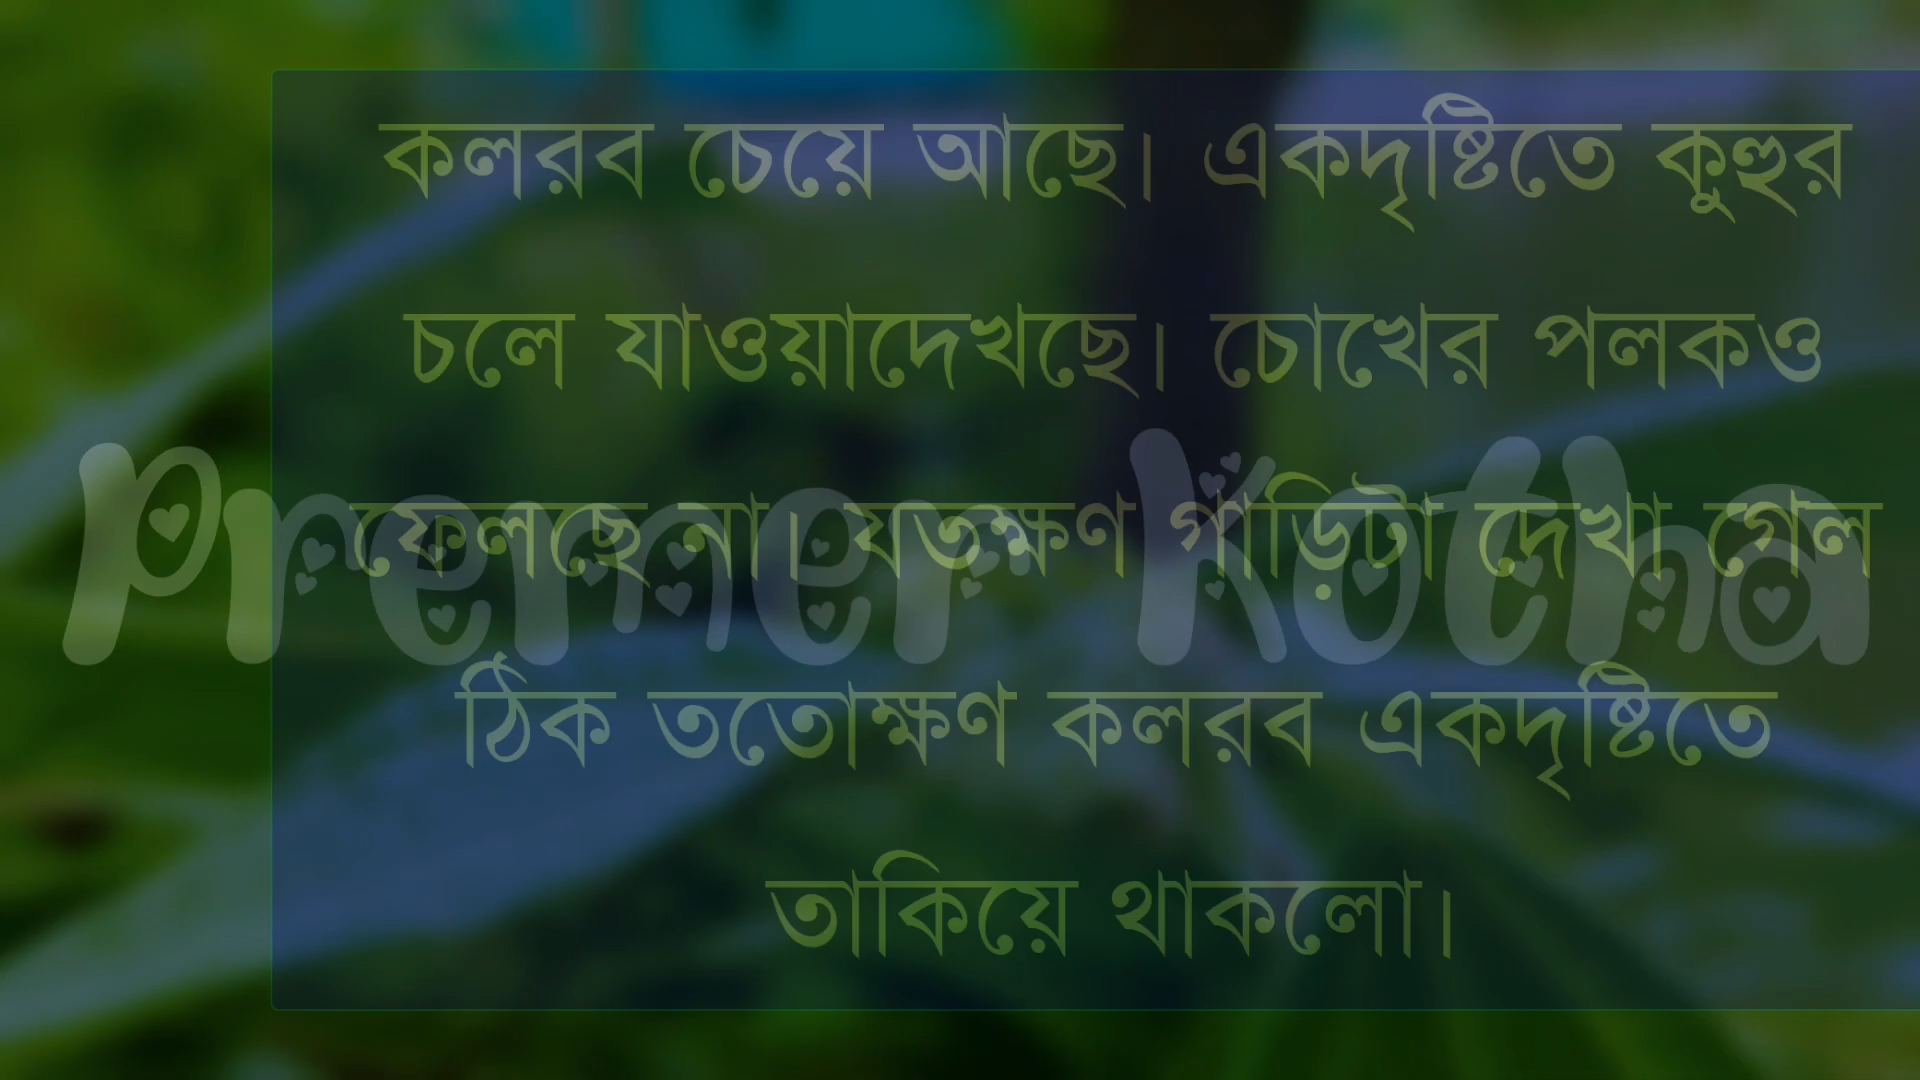 কলরব চেয়ে আছে। একদৃষ্টিতে কুহুর
চলে যাওয়াদেখছে। চোখের পলকও
Premer Kotha
ফেলছে না। যতক্ষণ গাড়িটা দেখা গেল
ঠিক ততোক্ষণ কলরব একদৃষ্টিতে
তাকিয়ে থাকলো।